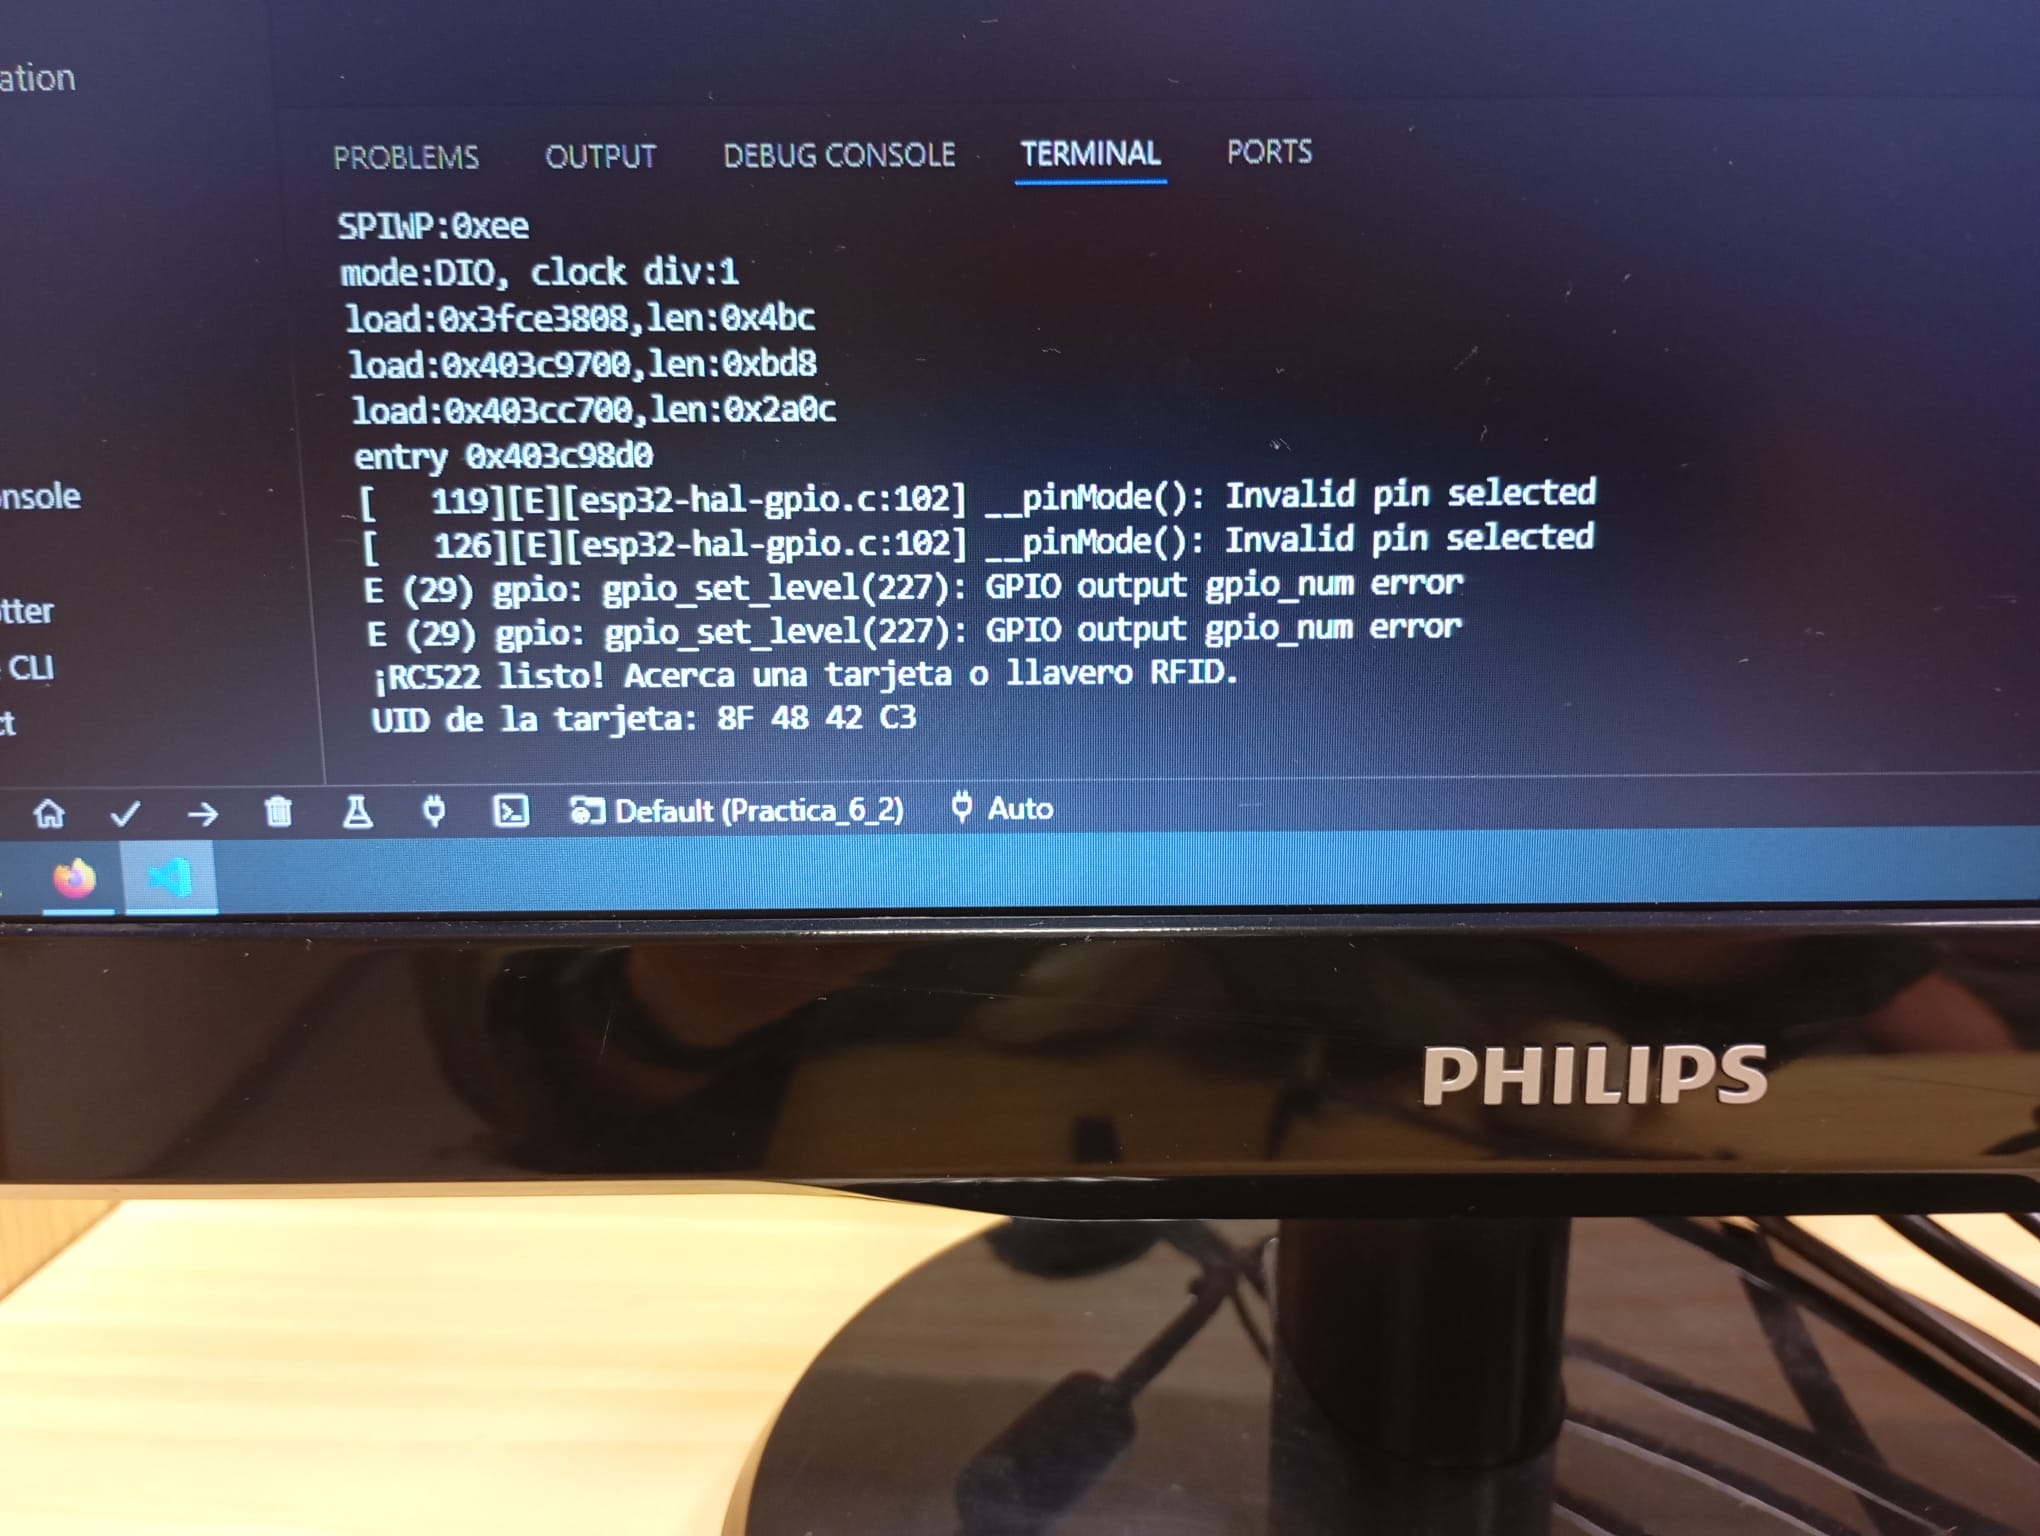 ation
PROBLEMS OUTPUT DEBUG CONSOLE TERMINAL PORTS
SPIWP:0xee
mode:DIO, clock div:1
load:0x3fce3808,len:0x4bc
load:0x403c9700,len:0xbd8
load:0x403cc700,len:0x2a0c
entry 0x403c98d0
nsole
[   119][E][esp32-hal-gpio.c:102] __pinMode(): Invalid pin selected
[   126][E][esp32-hal-gpio.c:102] __pinMode(): Invalid pin selected
E (29) gpio: gpio_set_level(227): GPIO output gpio_num error
otter
E (29) gpio: gpio_set_level(227): GPIO output gpio_num error
CLI
¡RC522 listo! Acerca una tarjeta o llavero RFID.
ct
UID de la tarjeta: 8F 48 42 C3
Default (Practica_6_2) Auto
PHILIPS